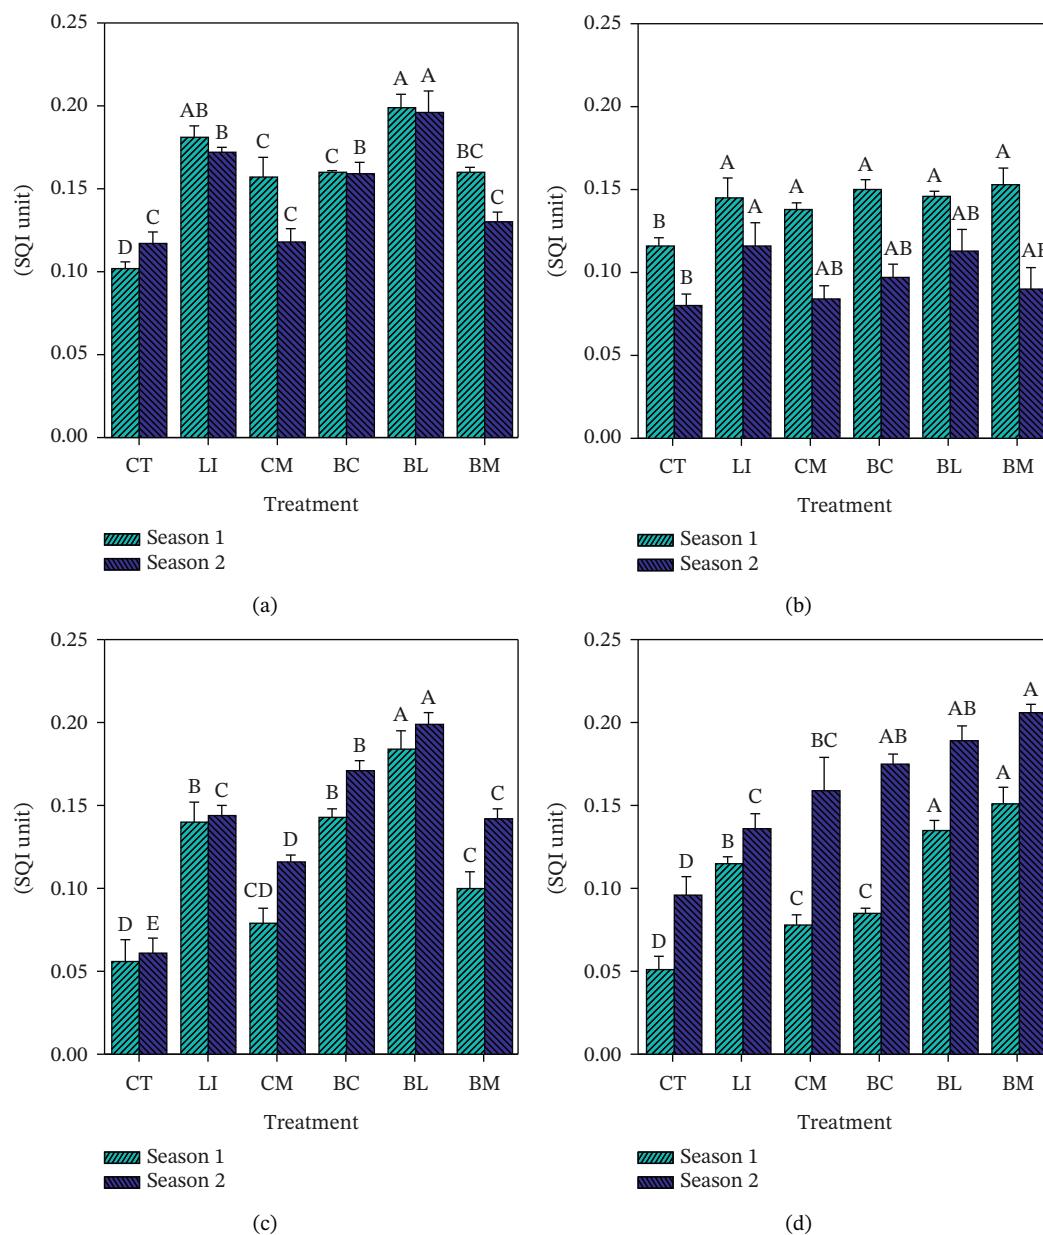 0.25
0.20
0.15
0.10
0.05
0.00
(SQI unit)
D C AB B C C C B A A BC C
CT LI CM BC BL BM
Treatment
Season 1
Season 2
(a)
0.25
0.20
0.15
0.10
0.05
0.00
(SQI unit)
B B A A A AB A AB A AB A AB
CT LI CM BC BL BM
Treatment
Season 1
Season 2
(b)
0.25
0.20
0.15
0.10
0.05
0.00
(SQI unit)
D E B C CD D B B A A C C
CT LI CM BC BL BM
Treatment
Season 1
Season 2
(c)
0.25
0.20
0.15
0.10
0.05
0.00
(SQI unit)
D D B C C BC C AB A AB A A
CT LI CM BC BL BM
Treatment
Season 1
Season 2
(d)